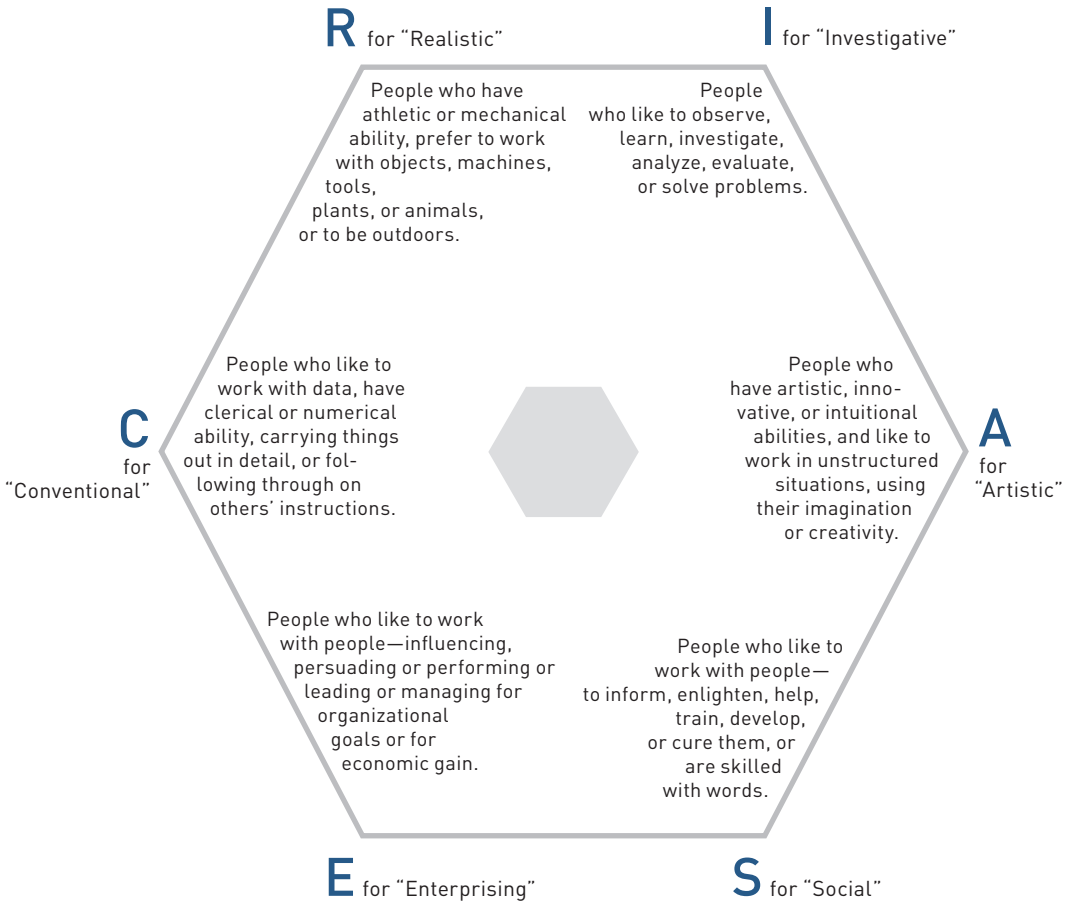 R for “Realistic”
I for “Investigative”
People who have
athletic or mechanical
ability, prefer to work
with objects, machines,
tools,
plants, or animals,
or to be outdoors.
People
who like to observe,
learn, investigate,
analyze, evaluate,
or solve problems.
People who like to
work with data, have
clerical or numerical
ability, carrying things
out in detail, or fol-
lowing through on
others’ instructions.
C
for
“Conventional”
People who
have artistic, inno-
vative, or intuitional
abilities, and like to
work in unstructured
situations, using
their imagination
or creativity.
A
for
“Artistic”
People who like to work
with people—influencing,
persuading or performing or
leading or managing for
organizational
goals or for
economic gain.
People who like to
work with people—
to inform, enlighten, help,
train, develop,
or cure them, or
are skilled
with words.
E for “Enterprising”
S for “Social”